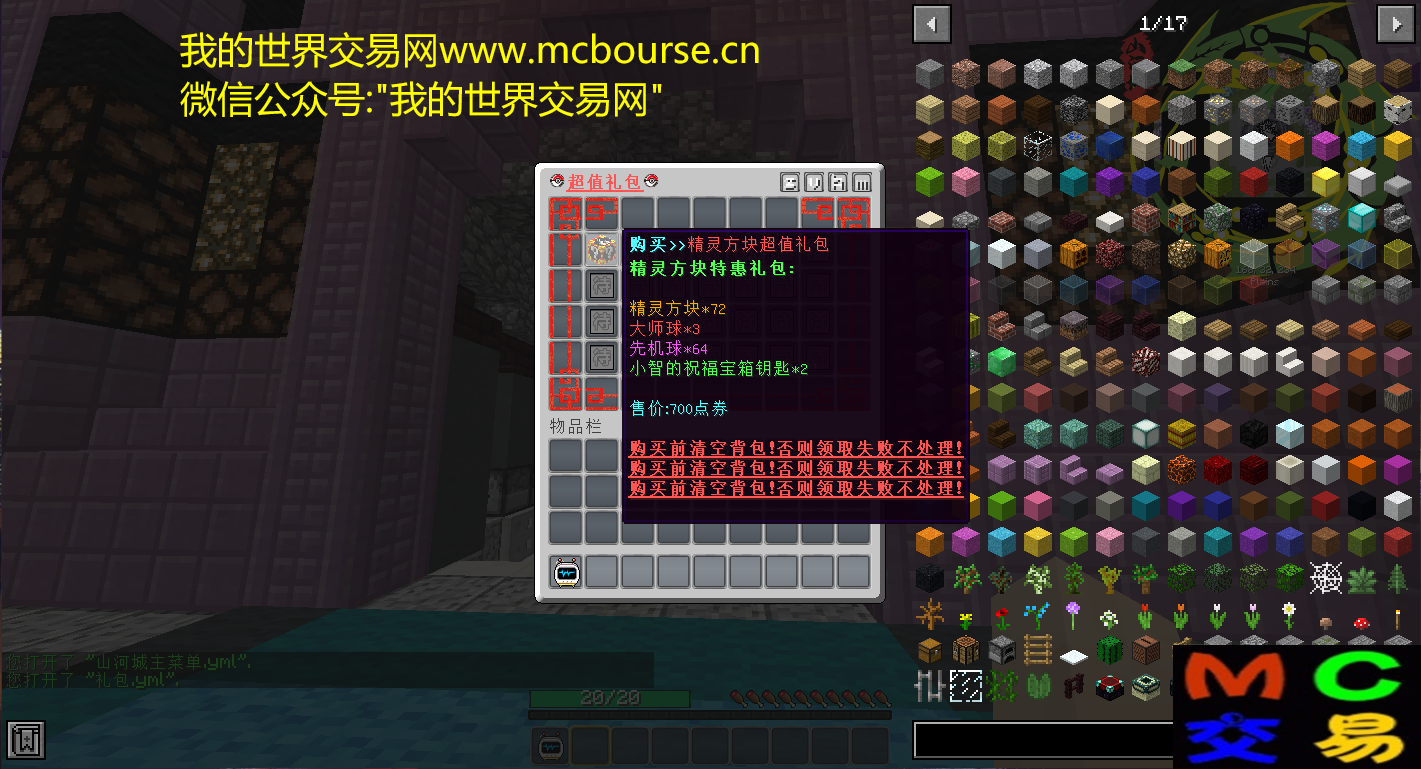 我的世界交易网www.mcbourse.cn
微信公众号:"我的世界交易网"
1/17
超值礼包
购买>>精灵方块超值礼包
精灵方块特惠礼包:
精灵方块*72
大师球*3
先机球*64
小智的祝福宝箱钥匙*2
售价:700点券
购买前清空背包!否则领取失败不处理!
购买前清空背包!否则领取失败不处理!
购买前清空背包!否则领取失败不处理!
物品栏
您打开了 "山河城主菜单.yml".
您打开了 "礼包.yml".
20/20
MC
交易